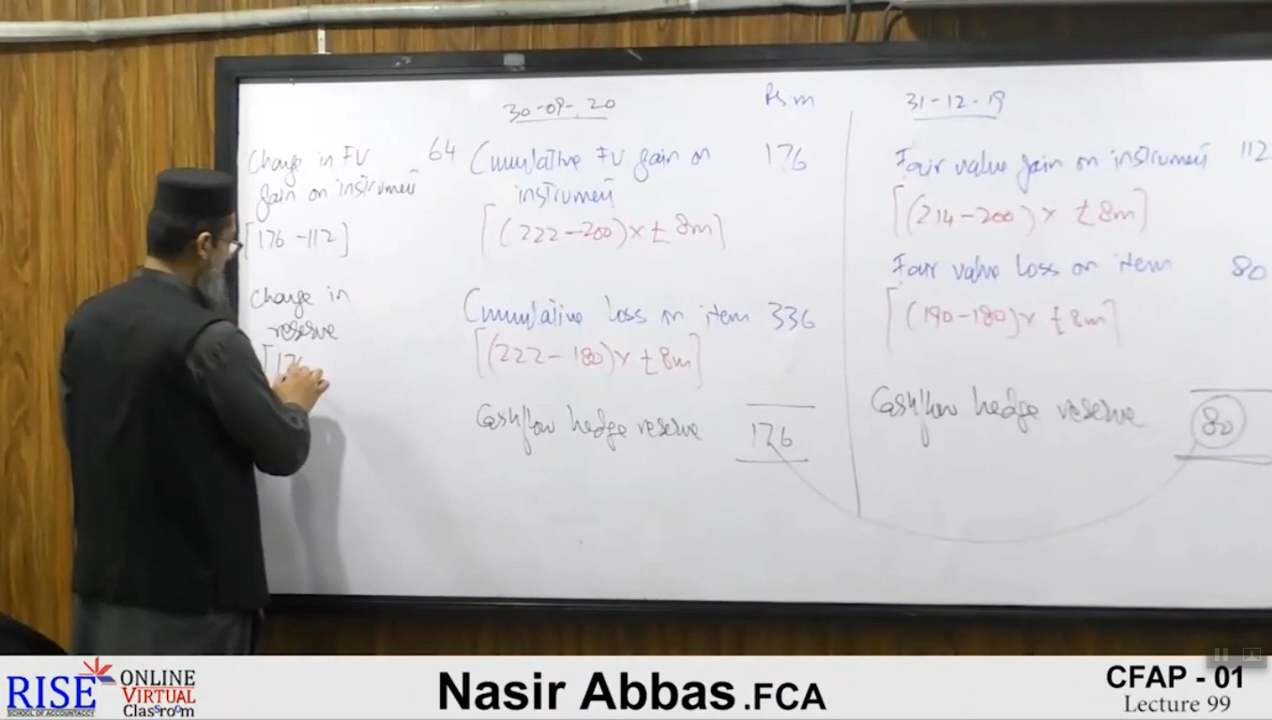 30-09-20
Rs m
31-12-19
Change in FV
gain on instrument
64
[176-112]
Change in
reserve
[176
Cumulative FV gain on
instrument
176
[(222-200)x £8m]
Cumulative loss on item 336
[(222-180)x £8m]
Cashflow hedge reserve 176
Fair value gain on instrument 112
[(214-200)x £8m]
Fair value Loss on item 80
[(190-180)x £8m]
Cashflow hedge reserve 80
RISE
SCHOOL OF ACCOUNTANCY
ONLINE
VIRTUAL
Classroom
Nasir Abbas.FCA
CFAP - 01
Lecture 99